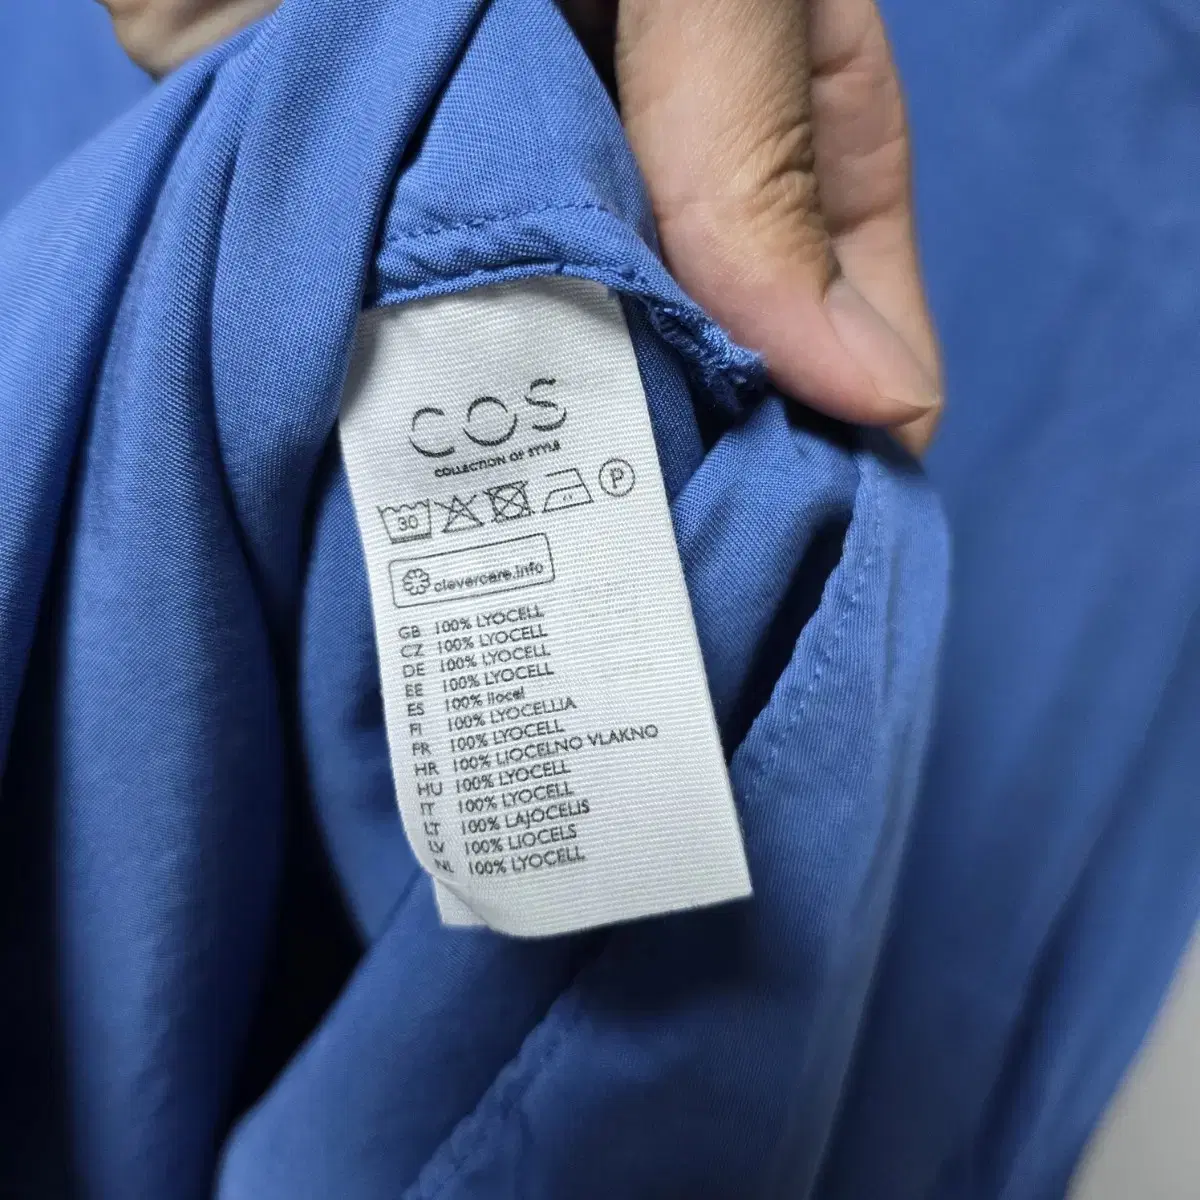 COS
COLLECTION OF STYLE
30 P
clevercare.info
GB 100% LYOCELL
CZ 100% LYOCELL
DE 100% LYOCELL
EE 100% LYOCELL
ES 100% liocel
FI 100% LYOCELLIA
FR 100% LYOCELL
HR 100% LIOCELNO VLAKNO
HU 100% LYOCELL
IT 100% LYOCELL
LT 100% LAJOCELIS
LV 100% LIOCELS
NL 100% LYOCELL